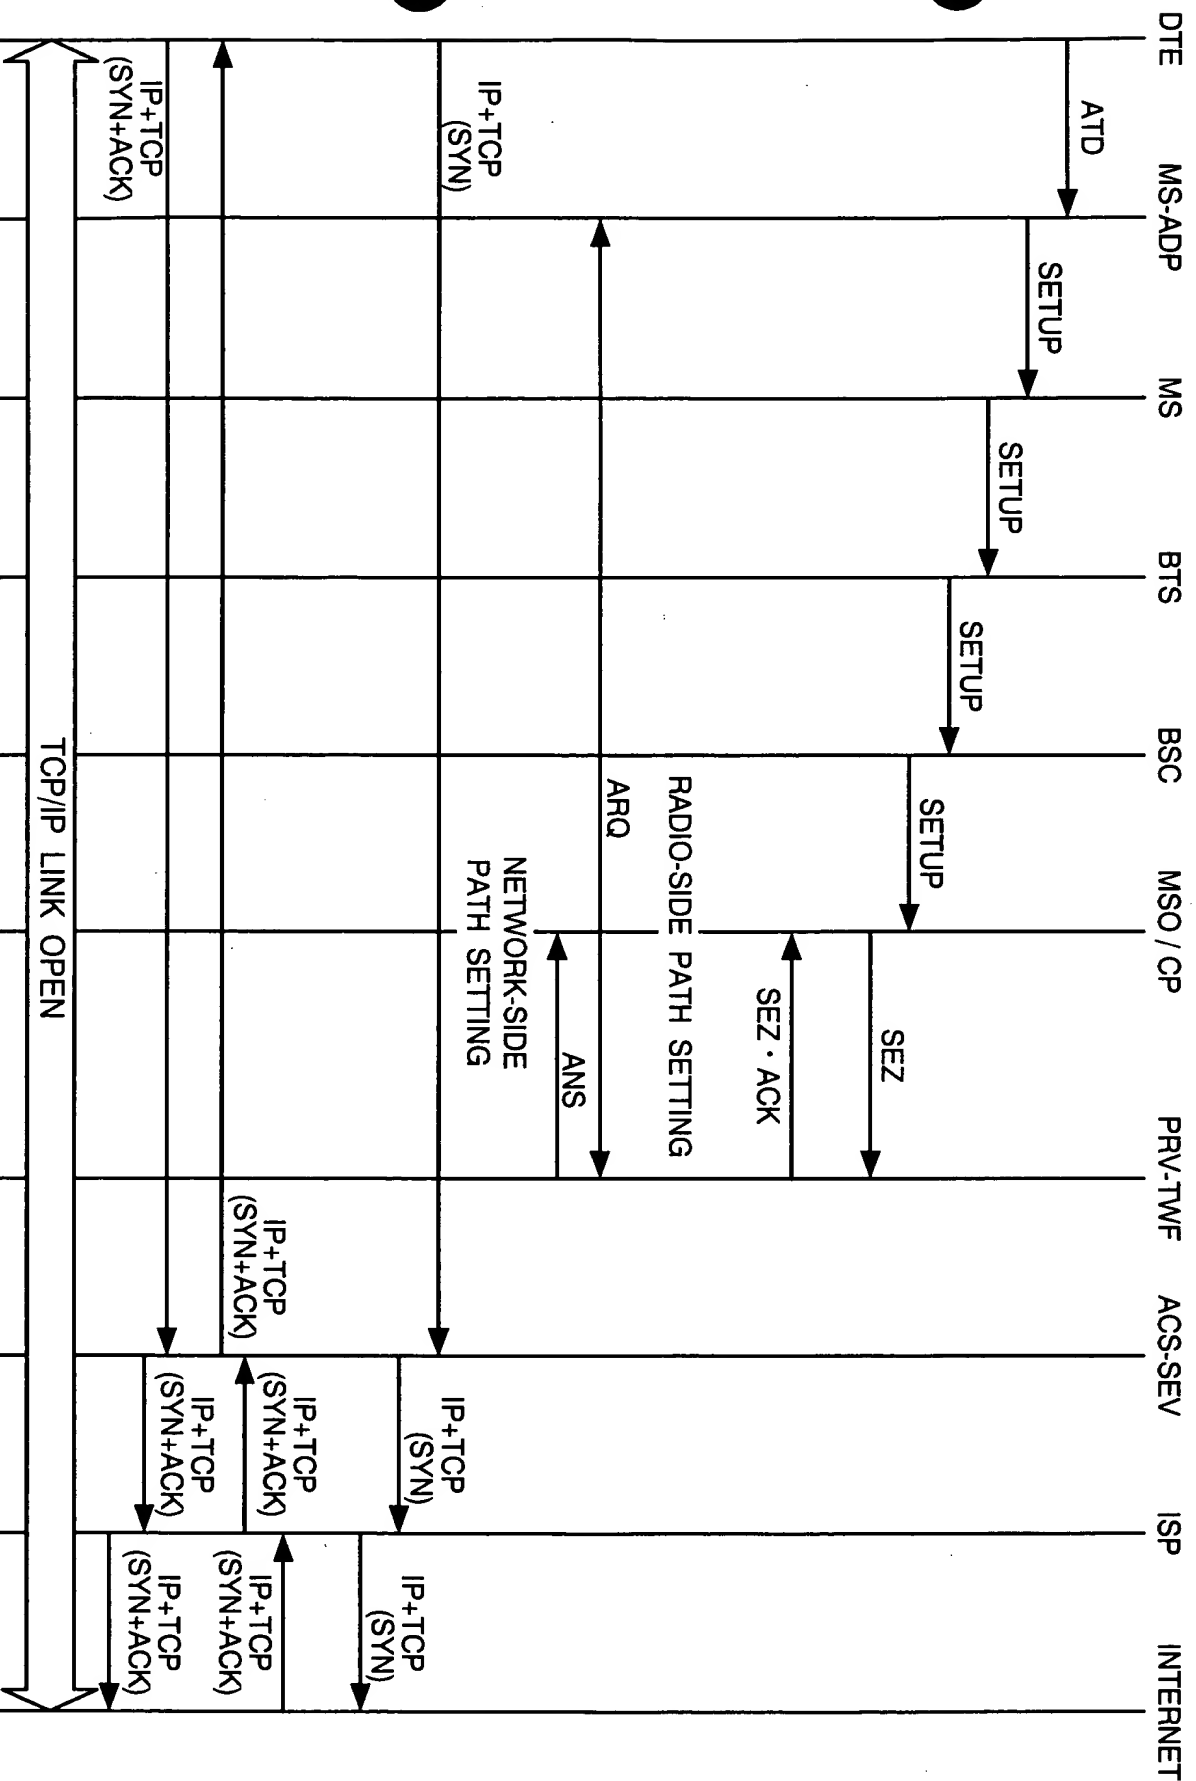 DTE
MS-ADP
MS
BTS
BSC
MSO / CP
PRV-TWF
ACS-SEV
ISP
INTERNET
ATD
SETUP
SETUP
SETUP
SETUP
SEZ
SEZ · ACK
RADIO-SIDE PATH SETTING
ARQ
ANS
NETWORK-SIDE
PATH SETTING
IP+TCP
(SYN)
IP+TCP
(SYN)
IP+TCP
(SYN)
IP+TCP
(SYN+ACK)
IP+TCP
(SYN+ACK)
IP+TCP
(SYN+ACK)
IP+TCP
(SYN+ACK)
IP+TCP
(SYN+ACK)
IP+TCP
(SYN+ACK)
TCP/IP LINK OPEN